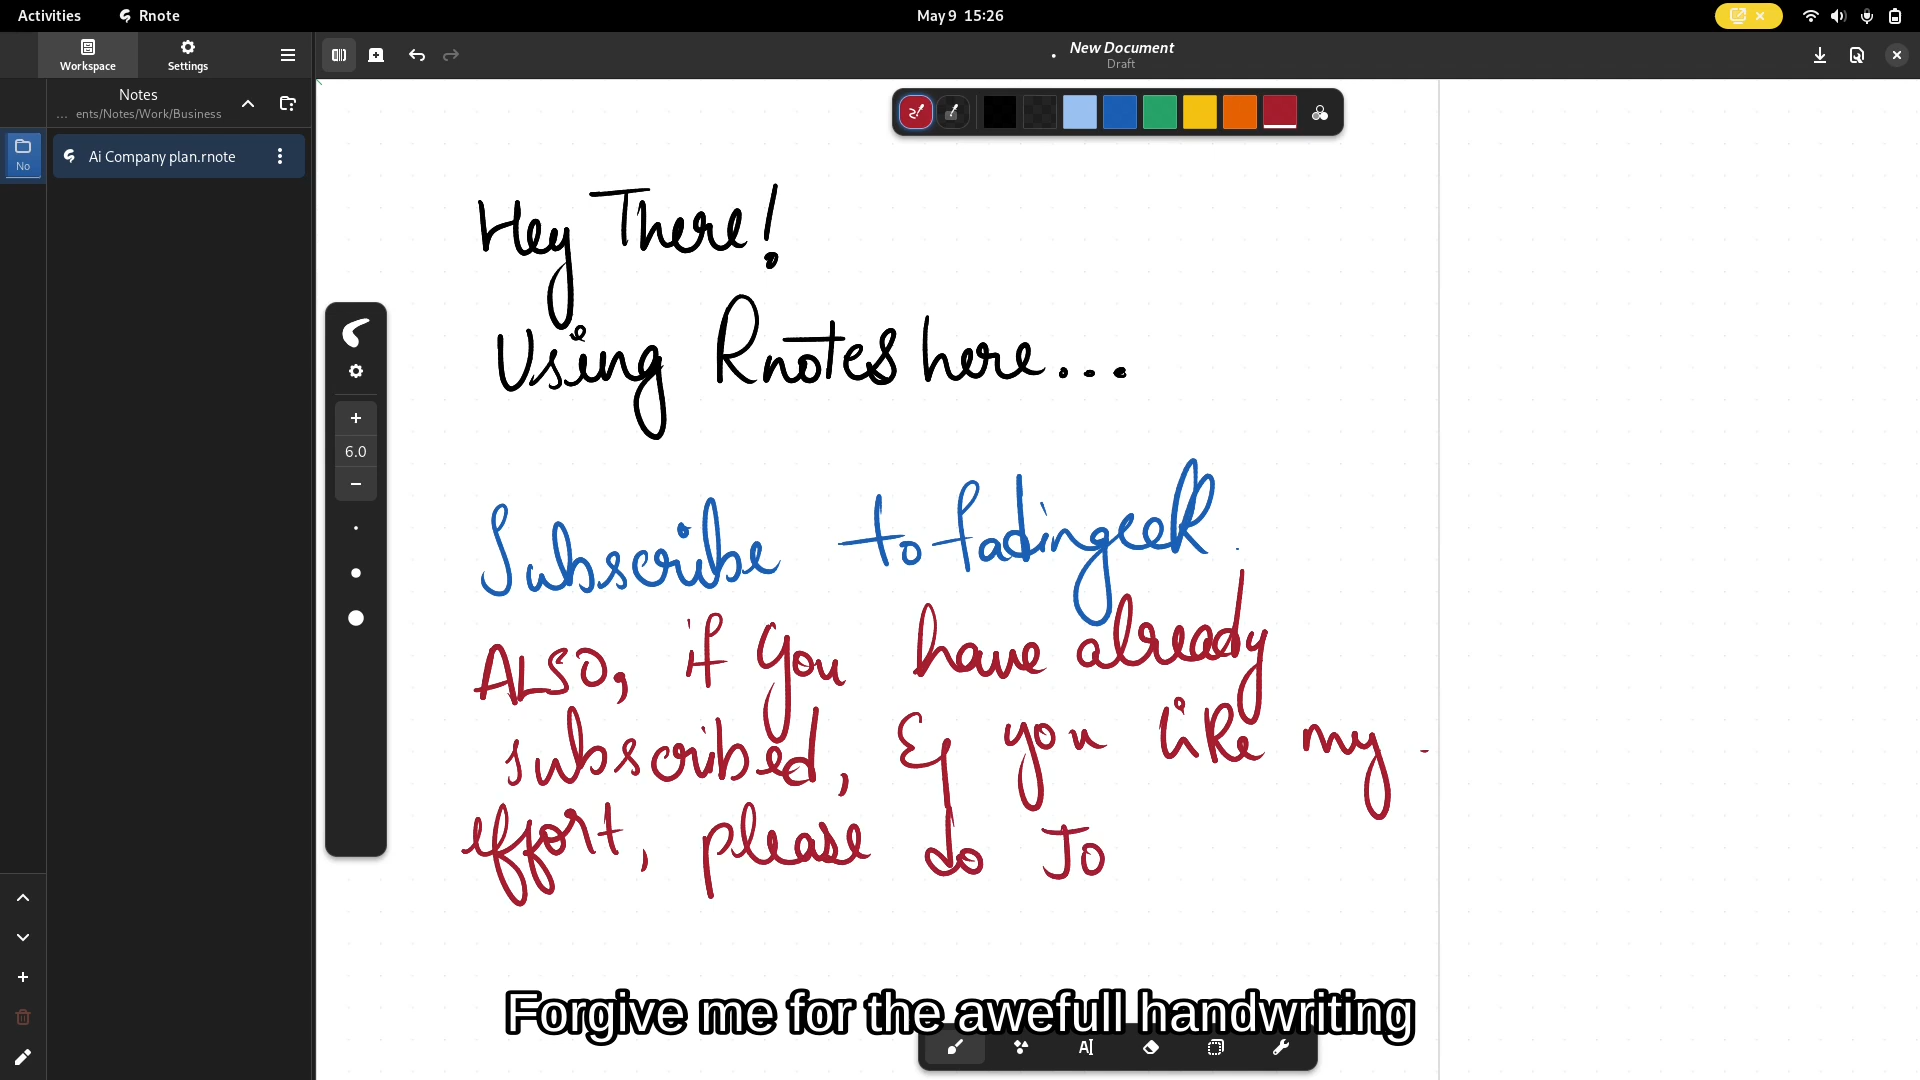 Activities Rnote May 9 15:26
Workspace Settings New Document
Draft
Notes
... ents/Notes/Work/Business
No Ai Company plan.rnote
Hey There!
Using Rnotes here...
6.0
Subscribe to fadingeek.
ALSO, if you have already
subscribed, & if you like my
effort, please do Jo
Forgive me for the awefull handwriting